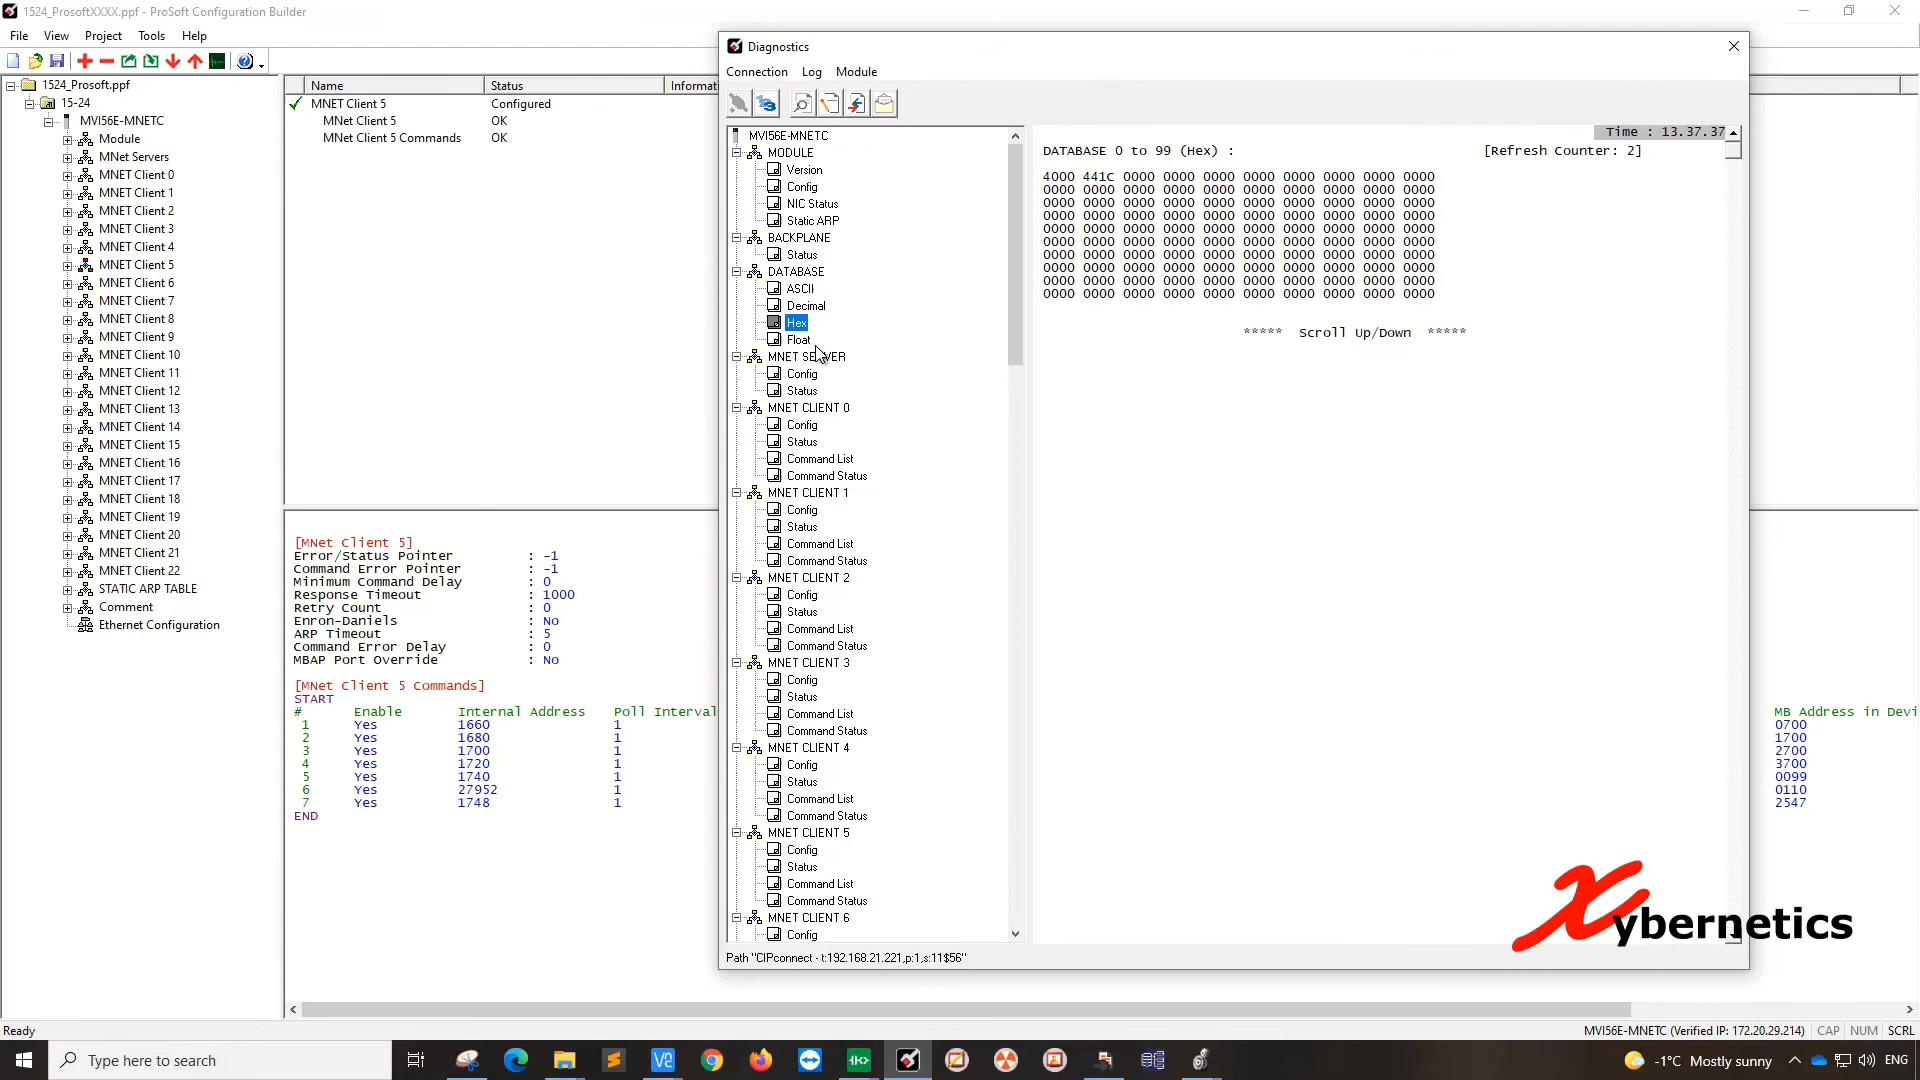 1524_ProsoftXXXX.ppf - ProSoft Configuration Builder
File View Project Tools Help
1524_Prosoft.ppf
15-24
MVI56E-MNETC
Module
MNet Servers
MNET Client 0
MNET Client 1
MNET Client 2
MNET Client 3
MNET Client 4
MNET Client 5
MNET Client 6
MNET Client 7
MNET Client 8
MNET Client 9
MNET Client 10
MNET Client 11
MNET Client 12
MNET Client 13
MNET Client 14
MNET Client 15
MNET Client 16
MNET Client 17
MNET Client 18
MNET Client 19
MNET Client 20
MNET Client 21
MNET Client 22
STATIC ARP TABLE
Comment
Ethernet Configuration
Name Status Informat
MNET Client 5 Configured
MNet Client 5 OK
MNet Client 5 Commands OK
[MNet Client 5]
Error/Status Pointer : -1
Command Error Pointer : -1
Minimum Command Delay : 0
Response Timeout : 1000
Retry Count : 0
Enron-Daniels : No
ARP Timeout : 5
Command Error Delay : 0
MBAP Port Override : No
[MNet Client 5 Commands]
START
# Enable Internal Address Poll Interval MB Address in Devi
1 Yes 1660 1 0700
2 Yes 1680 1 1700
3 Yes 1700 1 2700
4 Yes 1720 1 3700
5 Yes 1740 1 0099
6 Yes 27952 1 0110
7 Yes 1748 1 2547
END
Diagnostics
Connection Log Module
MVI56E-MNETC
MODULE
Version
Config
NIC Status
Static ARP
BACKPLANE
Status
DATABASE
ASCII
Decimal
Hex
Float
MNET SERVER
Config
Status
MNET CLIENT 0
Config
Status
Command List
Command Status
MNET CLIENT 1
Config
Status
Command List
Command Status
MNET CLIENT 2
Config
Status
Command List
Command Status
MNET CLIENT 3
Config
Status
Command List
Command Status
MNET CLIENT 4
Config
Status
Command List
Command Status
MNET CLIENT 5
Config
Status
Command List
Command Status
MNET CLIENT 6
Config
Time : 13.37.37
DATABASE 0 to 99 (Hex) : [Refresh Counter: 2]
4000 441C 0000 0000 0000 0000 0000 0000 0000 0000
0000 0000 0000 0000 0000 0000 0000 0000 0000 0000
0000 0000 0000 0000 0000 0000 0000 0000 0000 0000
0000 0000 0000 0000 0000 0000 0000 0000 0000 0000
0000 0000 0000 0000 0000 0000 0000 0000 0000 0000
0000 0000 0000 0000 0000 0000 0000 0000 0000 0000
0000 0000 0000 0000 0000 0000 0000 0000 0000 0000
0000 0000 0000 0000 0000 0000 0000 0000 0000 0000
0000 0000 0000 0000 0000 0000 0000 0000 0000 0000
0000 0000 0000 0000 0000 0000 0000 0000 0000 0000
***** Scroll Up/Down *****
Xybernetics
Path "CIPconnect - t:192.168.21.221,p:1,s:11$56"
Ready MVI56E-MNETC (Verified IP: 172.20.29.214) CAP NUM SCRL
Type here to search
-1°C Mostly sunny ENG